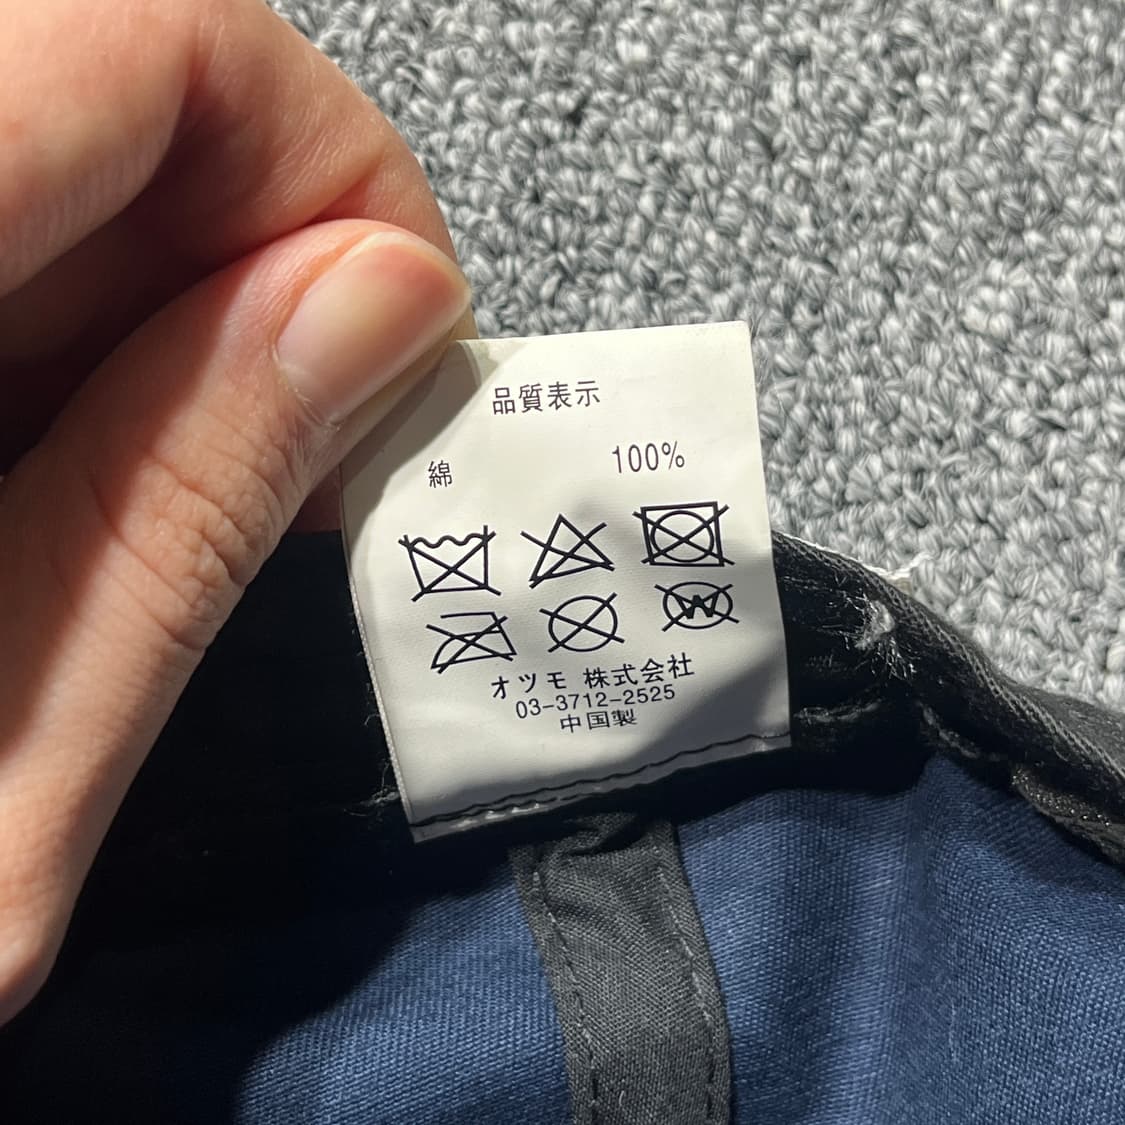 品質表示
綿 100%
W
オツモ 株式会社
03-3712-2525
中国製